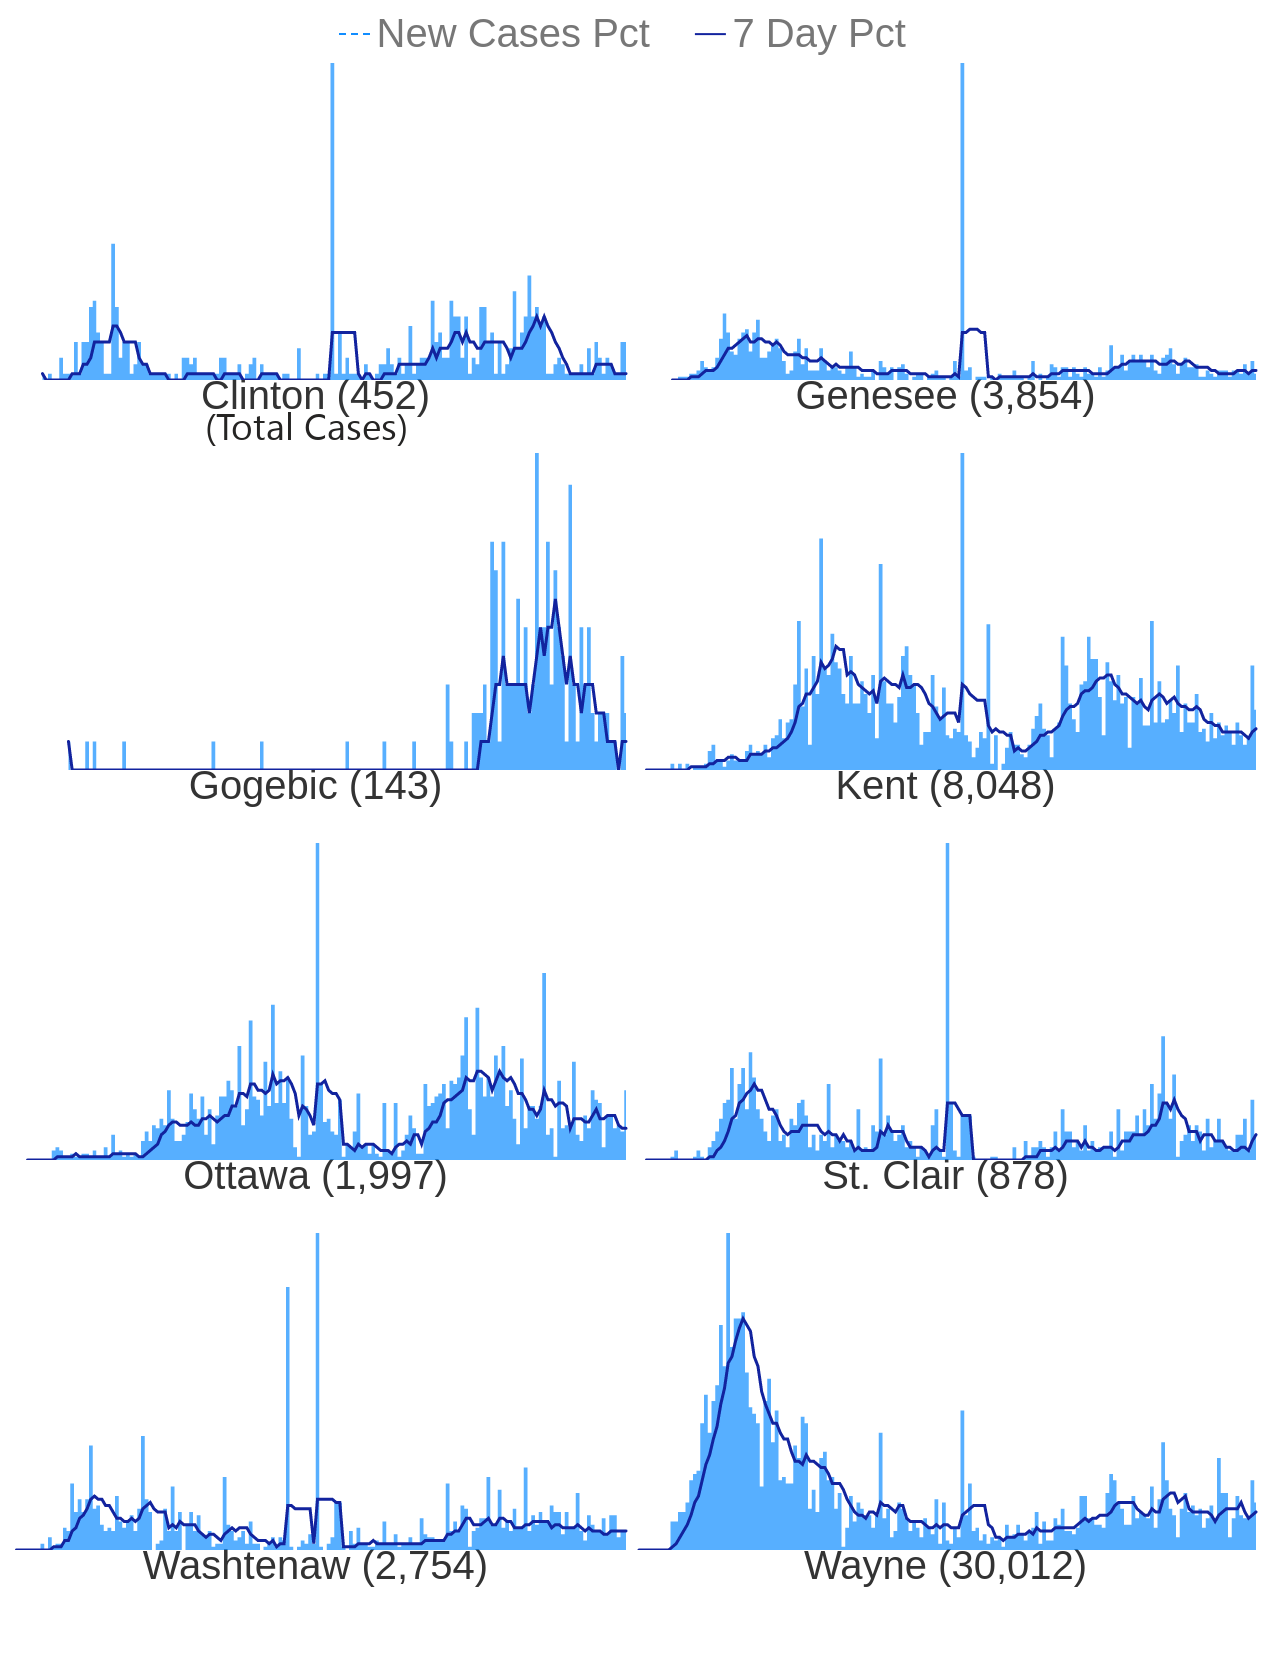 New Cases Pct 7 Day Pct
Clinton (452) Genesee (3,854)
(Total Cases)
Gogebic (143) Kent (8,048)
Ottawa (1,997) St. Clair (878)
Washtenaw (2,754) Wayne (30,012)